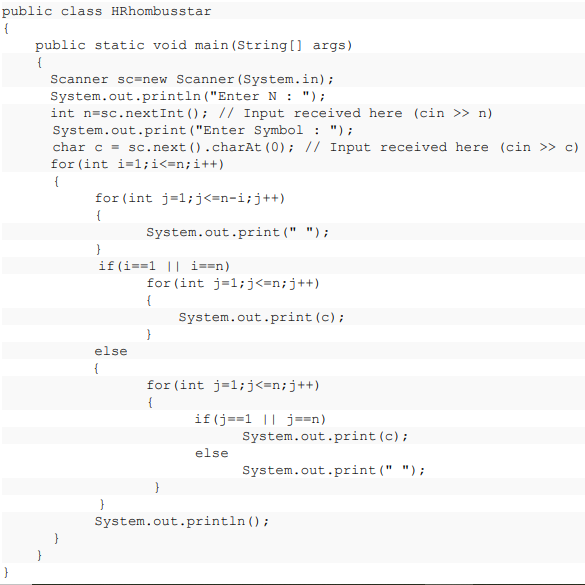 public class HRhombusstar
{
    public static void main(String[] args)
    {
      Scanner sc=new Scanner(System.in);
      System.out.println("Enter N : ");
      int n=sc.nextInt(); // Input received here (cin >> n)
      System.out.print("Enter Symbol : ");
      char c = sc.next().charAt(0); // Input received here (cin >> c)
      for(int i=1;i<=n;i++)
      {
           for(int j=1;j<=n-i;j++)
           {
                 System.out.print(" ");
           }
           if(i==1 || i==n)
                 for(int j=1;j<=n;j++)
                 {
                     System.out.print(c);
                 }
           else
           {
                 for(int j=1;j<=n;j++)
                 {
                       if(j==1 || j==n)
                             System.out.print(c);
                       else
                             System.out.print(" ");
                  }
            }
           System.out.println();
      }
    }
}